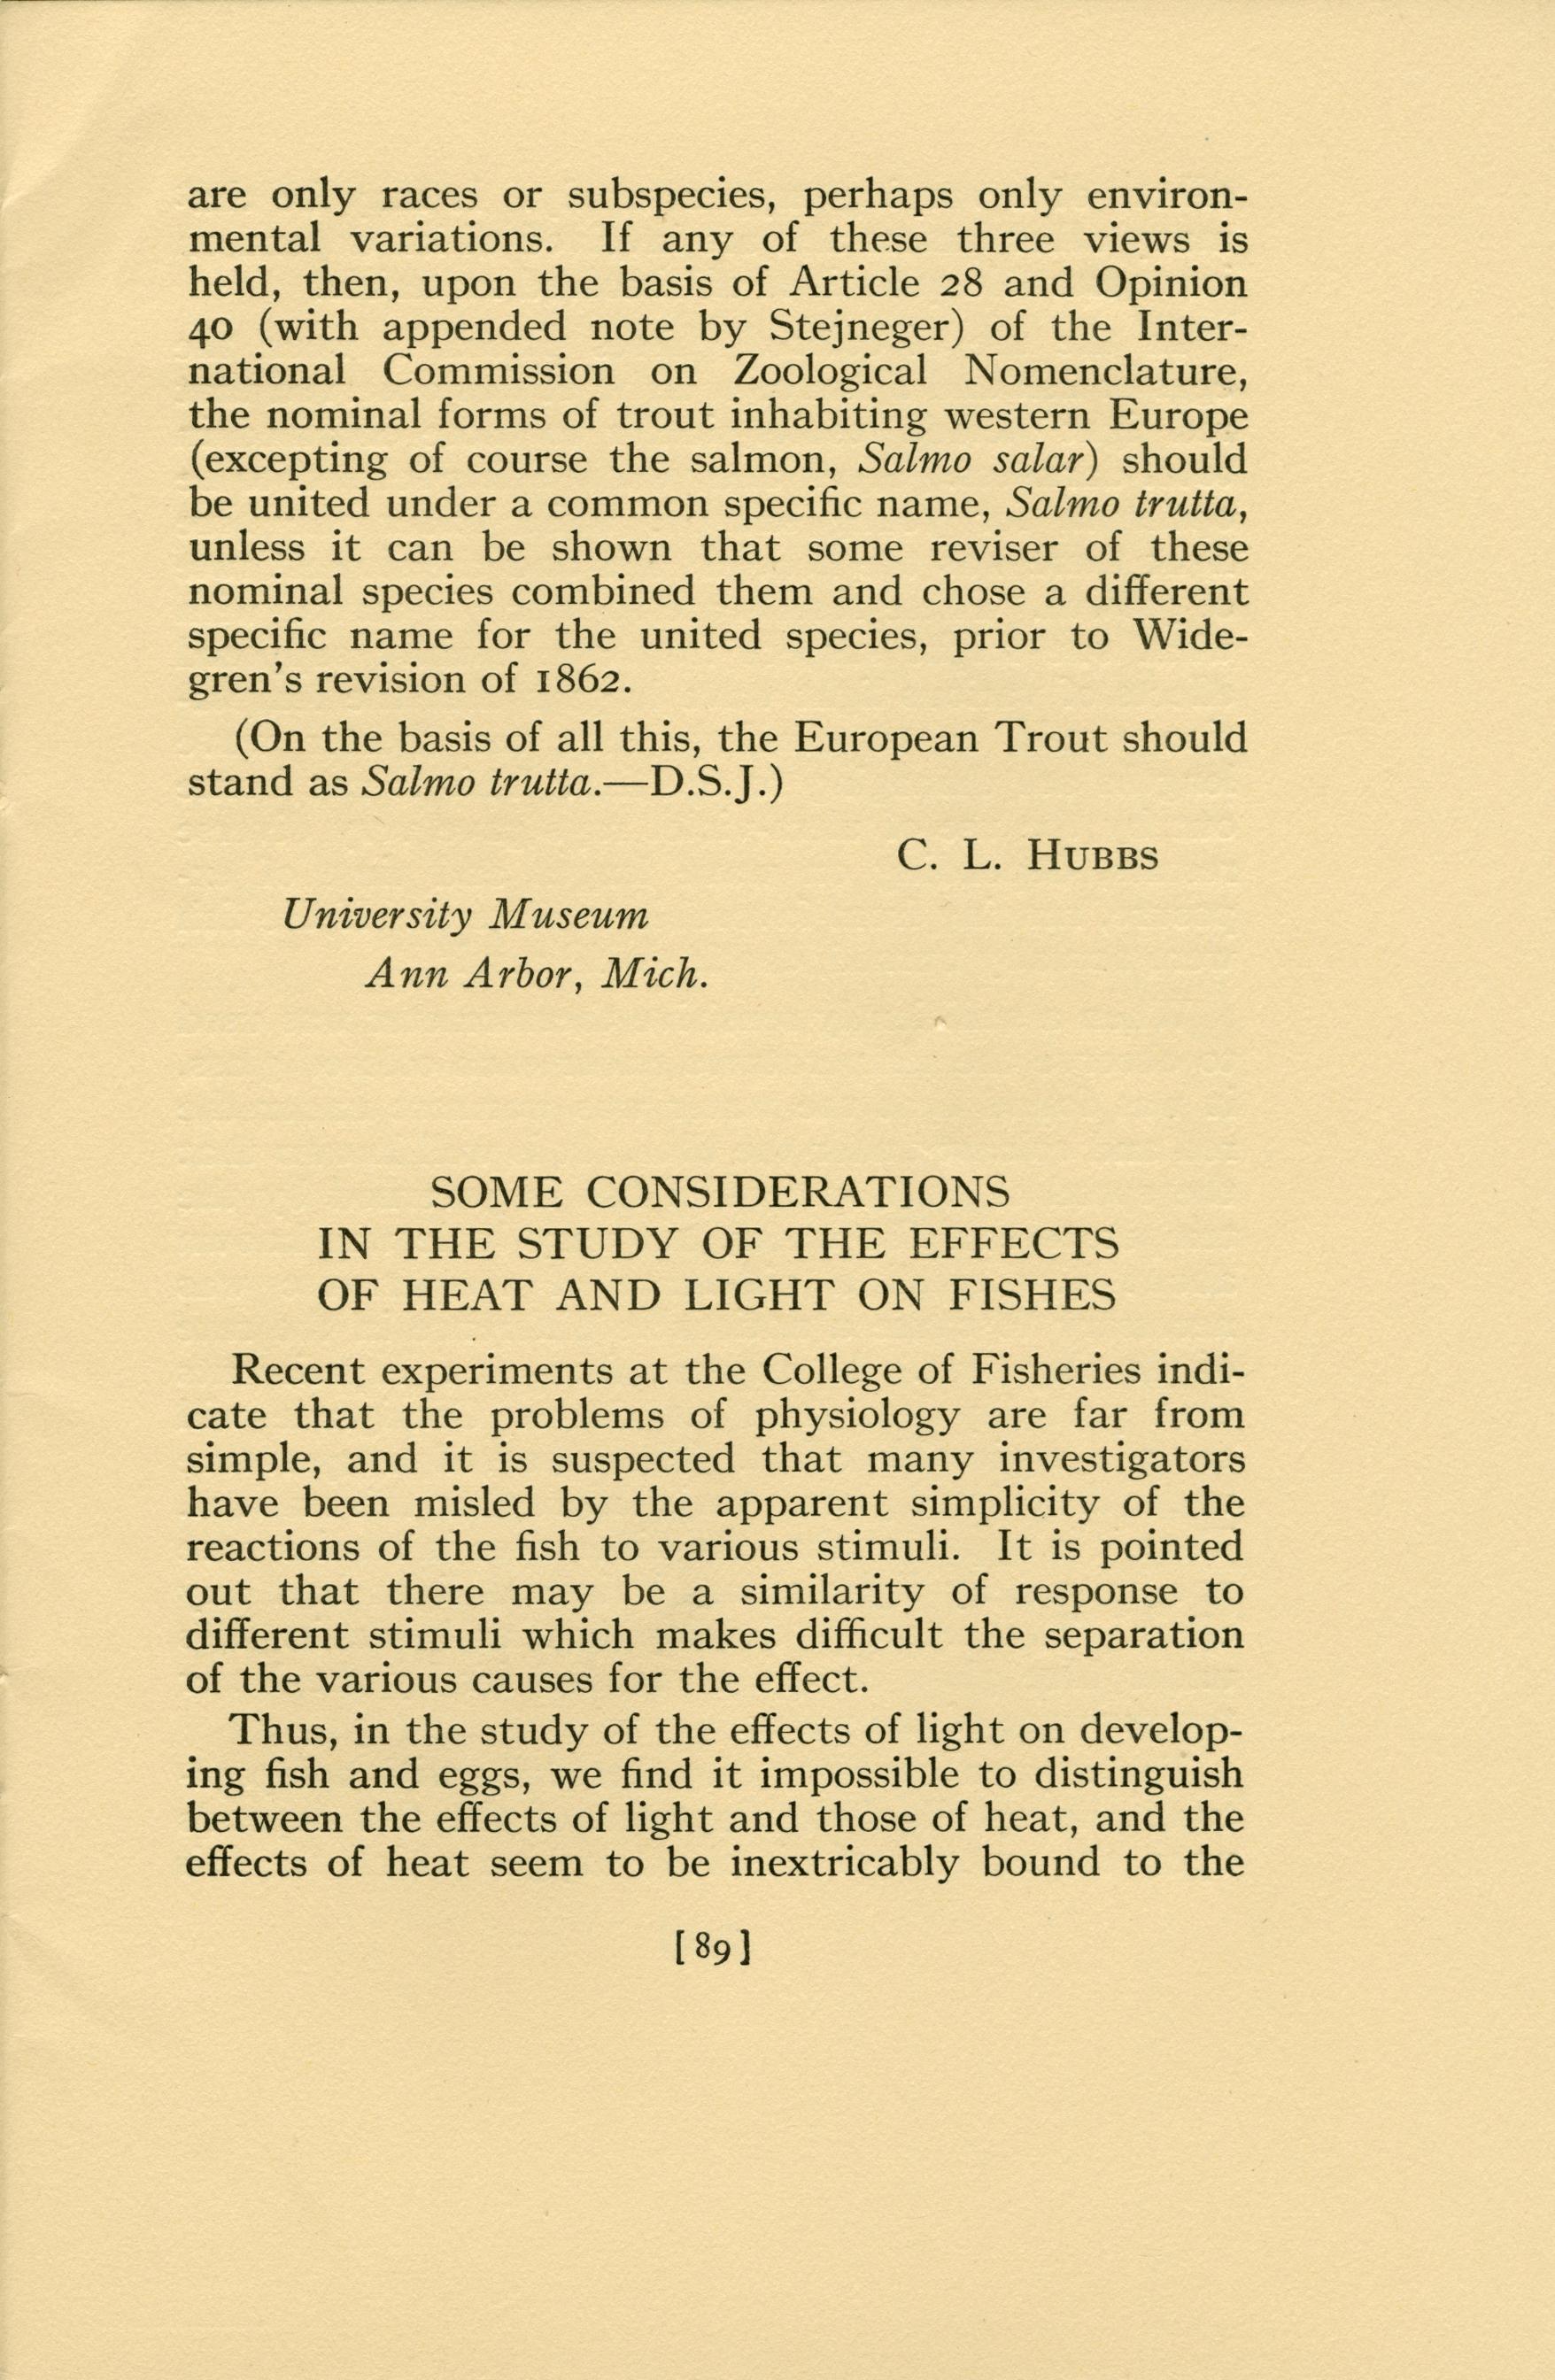 are only races or subspecies, perhaps only environ-
mental variations. If any of these three views is
held, then, upon the basis of Article 28 and Opinion
40 (with appended note by Stejneger) of the Inter-
national Commission on Zoological Nomenclature,
the nominal forms of trout inhabiting western Europe
(excepting of course the salmon, Salmo salar) should
be united under a common specific name, Salmo trutta,
unless it can be shown that some reviser of these
nominal species combined them and chose a different
specific name for the united species, prior to Wide-
gren's revision of 1862.
(On the basis of all this, the European Trout should
stand as Salmo trutta.—D.S.J.)
C. L. Hubbs
University Museum
Ann Arbor, Mich.
SOME CONSIDERATIONS
IN THE STUDY OF THE EFFECTS
OF HEAT AND LIGHT ON FISHES
Recent experiments at the College of Fisheries indi-
cate that the problems of physiology are far from
simple, and it is suspected that many investigators
have been misled by the apparent simplicity of the
reactions of the fish to various stimuli. It is pointed
out that there may be a similarity of response to
different stimuli which makes difficult the separation
of the various causes for the effect.
Thus, in the study of the effects of light on develop-
ing fish and eggs, we find it impossible to distinguish
between the effects of light and those of heat, and the
effects of heat seem to be inextricably bound to the
[89]